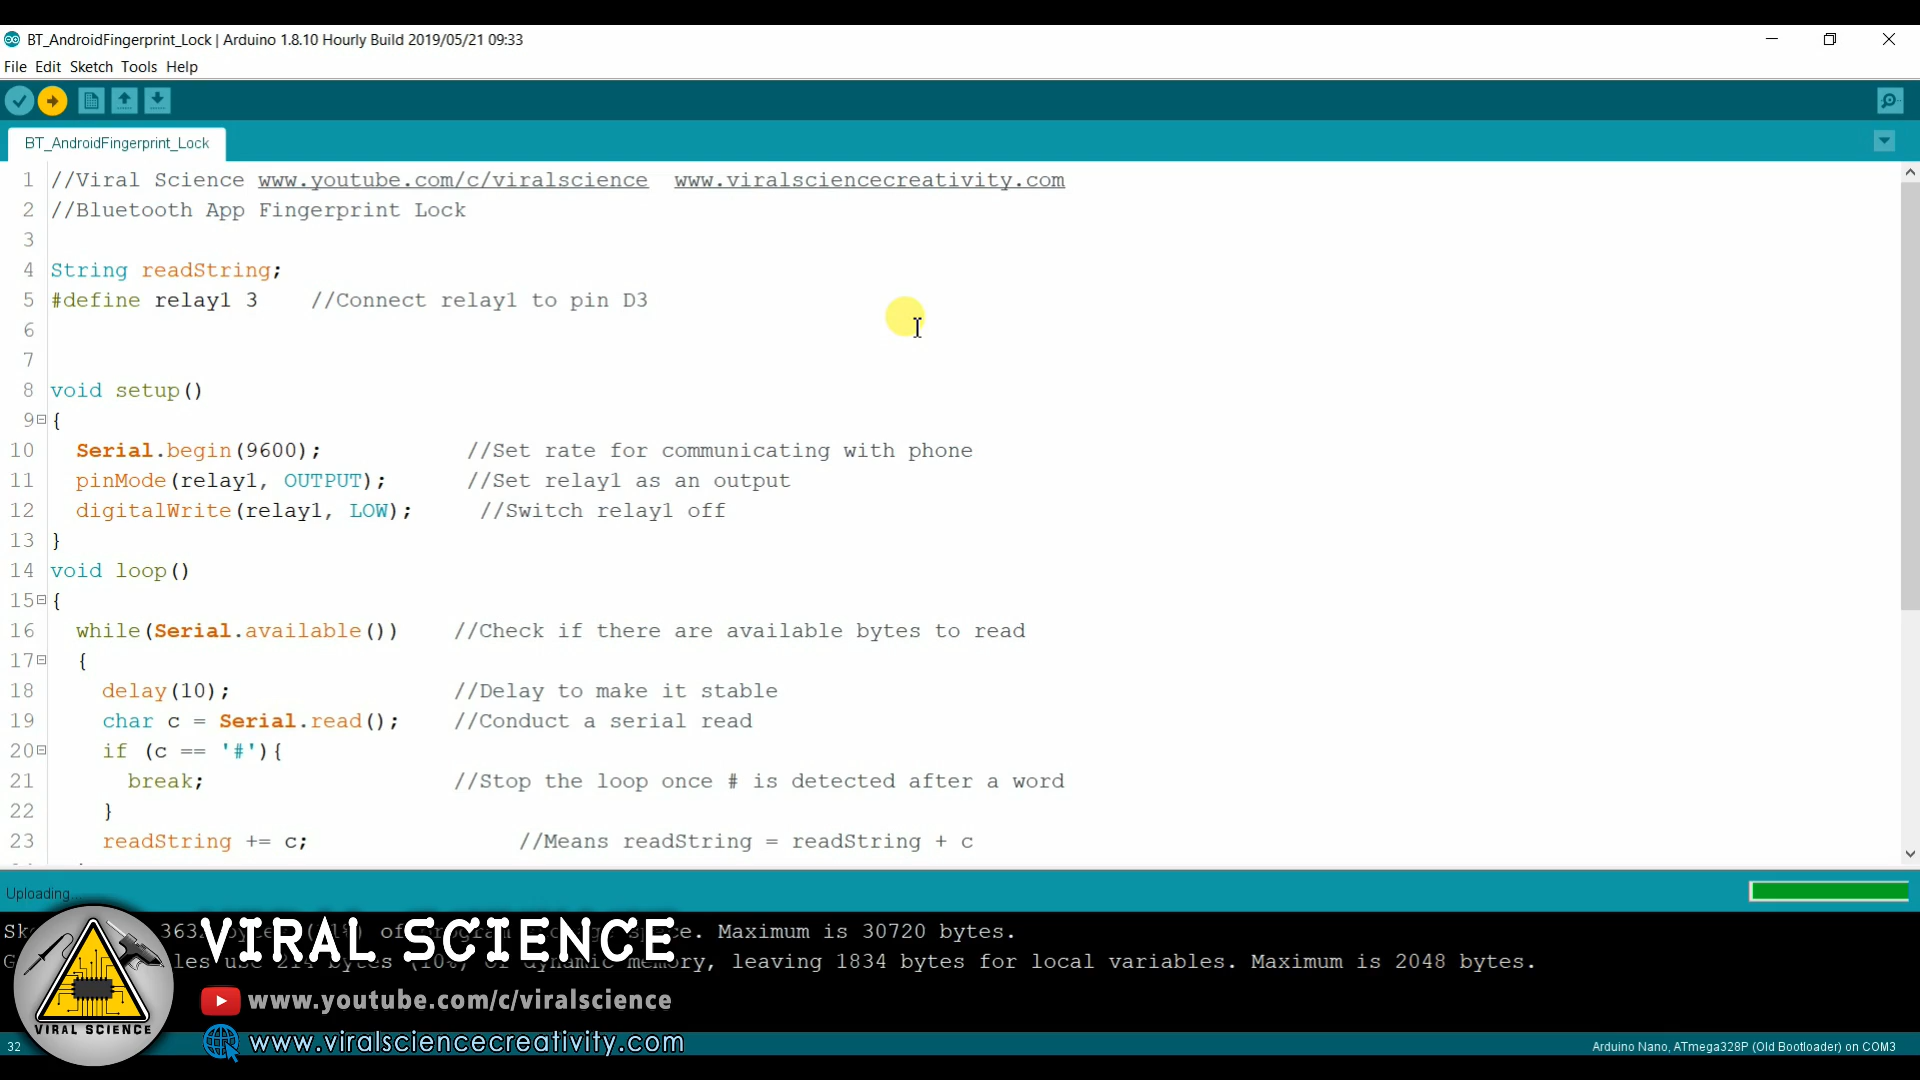 BT_AndroidFingerprint_Lock | Arduino 1.8.10 Hourly Build 2019/05/21 09:33
File Edit Sketch Tools Help
BT_AndroidFingerprint_Lock
1 //Viral Science www.youtube.com/c/viralscience  www.viralsciencecreativity.com
2 //Bluetooth App Fingerprint Lock
3
4 String readString;
5 #define relay1 3    //Connect relay1 to pin D3
6
7
8 void setup()
9 {
10   Serial.begin(9600);           //Set rate for communicating with phone
11   pinMode(relay1, OUTPUT);      //Set relay1 as an output
12   digitalWrite(relay1, LOW);     //Switch relay1 off
13 }
14 void loop()
15 {
16   while(Serial.available())    //Check if there are available bytes to read
17   {
18     delay(10);                 //Delay to make it stable
19     char c = Serial.read();    //Conduct a serial read
20     if (c == '#'){
21       break;                   //Stop the loop once # is detected after a word
22     }
23     readString += c;                //Means readString = readString + c
Uploading...
3632 of space. Maximum is 30720 bytes.
use bytes (10%) of dynamic memory, leaving 1834 bytes for local variables. Maximum is 2048 bytes.
VIRAL SCIENCE
www.youtube.com/c/viralscience
VIRAL SCIENCE
www.viralsciencecreativity.com
32
Arduino Nano, ATmega328P (Old Bootloader) on COM3